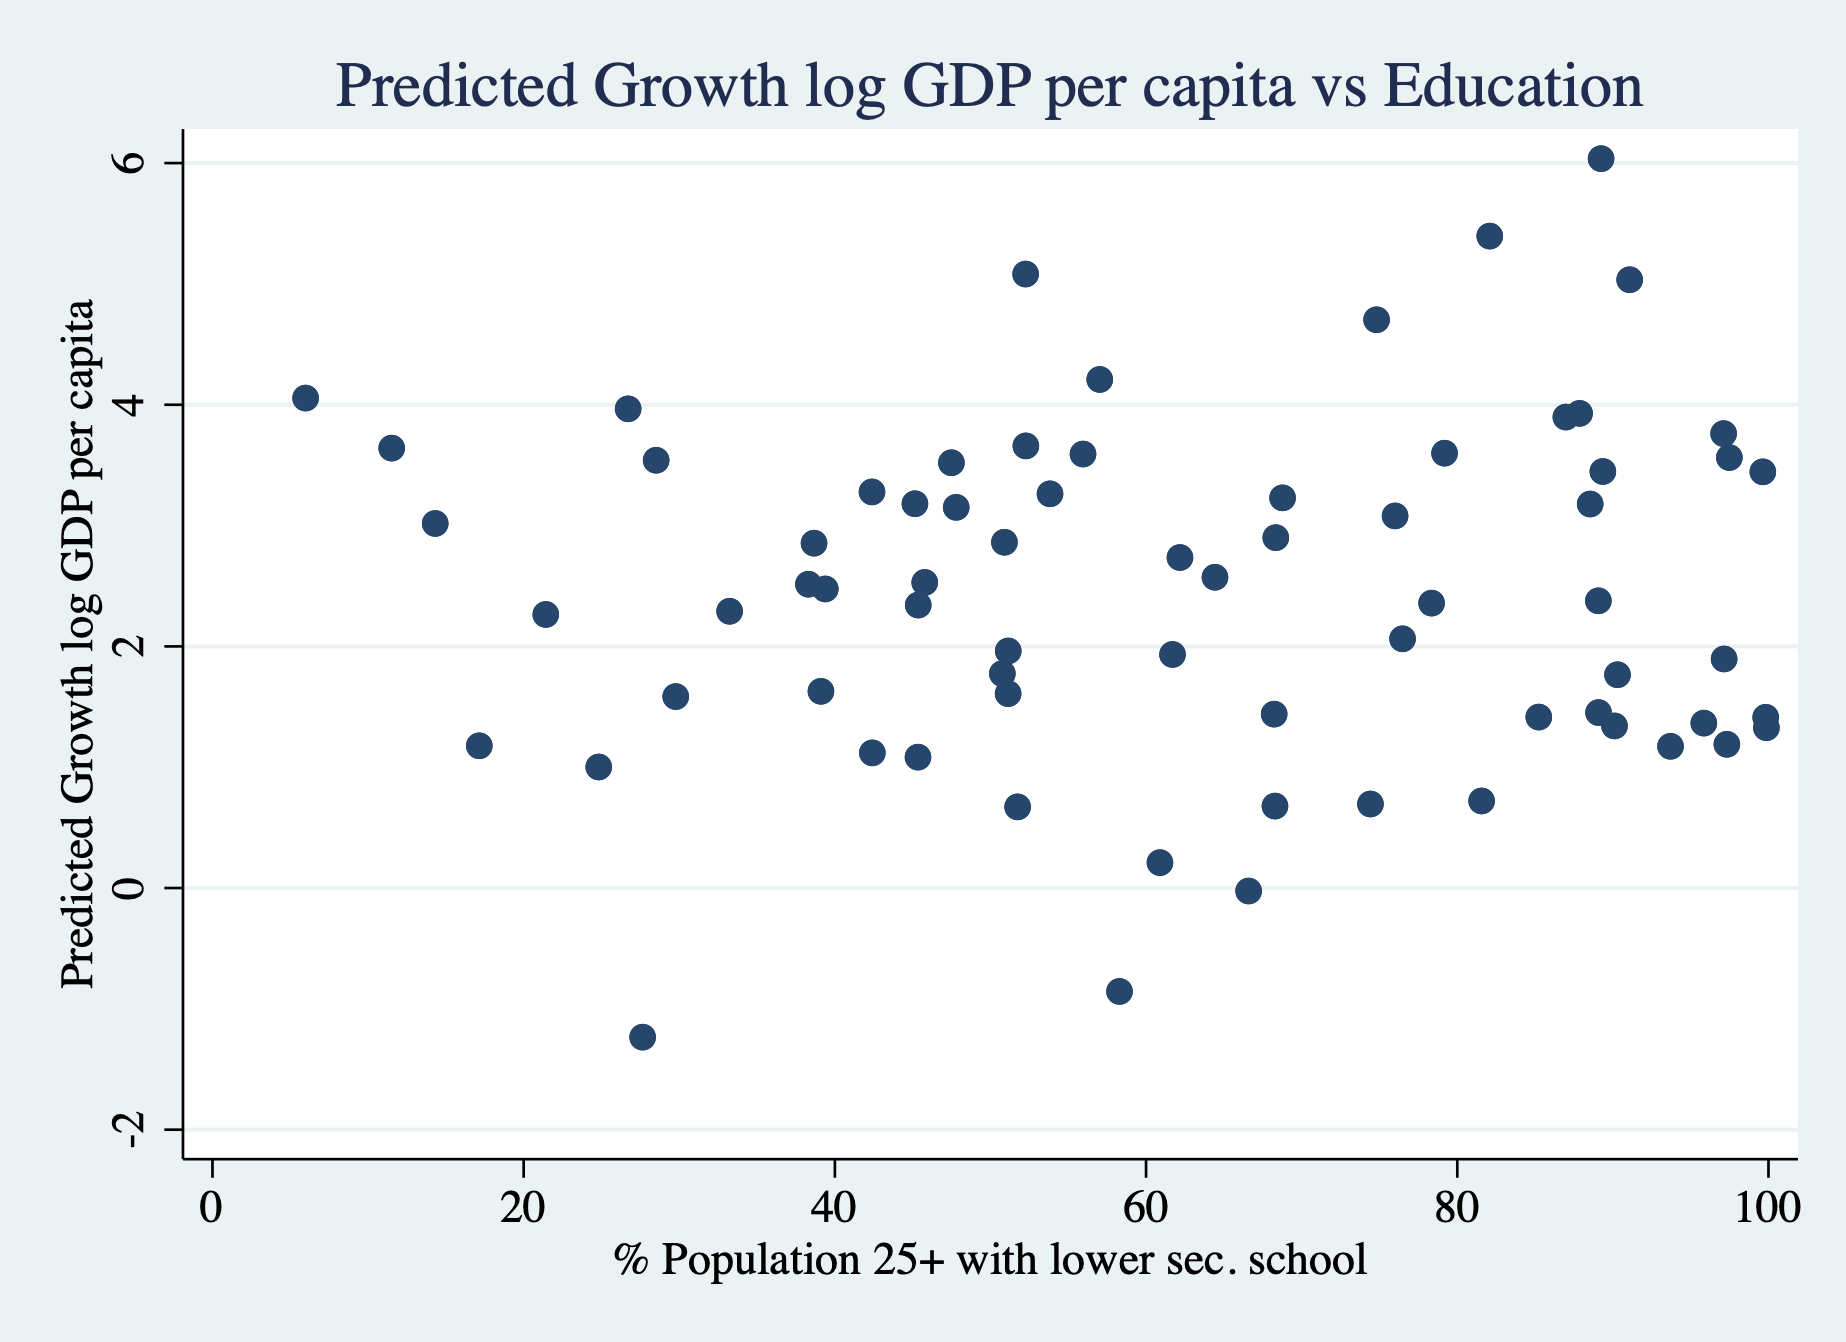 Predicted Growth log GDP per capita vs Education
Predicted Growth log GDP per capita
6
4
2
0
-2
0 20 40 60 80 100
% Population 25+ with lower sec. school